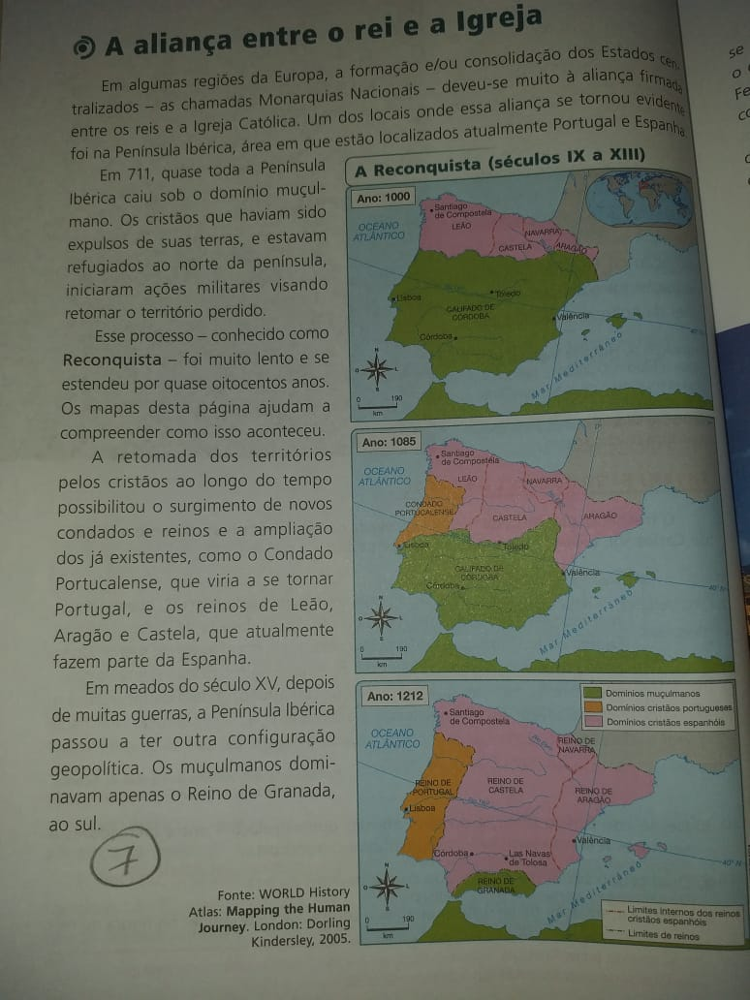 A aliança entre o rei e a Igreja
Em algumas regiões da Europa, a formação e/ou consolidação dos Estados cen-
tralizados – as chamadas Monarquias Nacionais – deveu-se muito à aliança firmada
entre os reis e a Igreja Católica. Um dos locais onde essa aliança se tornou evidente
foi na Península Ibérica, área em que estão localizados atualmente Portugal e Espanha
Em 711, quase toda a Península
Ibérica caiu sob o domínio muçul-
mano. Os cristãos que haviam sido
expulsos de suas terras, e estavam
refugiados ao norte da península,
iniciaram ações militares visando
retomar o território perdido.
Esse processo – conhecido como
Reconquista – foi muito lento e se
estendeu por quase oitocentos anos.
Os mapas desta página ajudam a
compreender como isso aconteceu.
A retomada dos territórios
pelos cristãos ao longo do tempo
possibilitou o surgimento de novos
condados e reinos e a ampliação
dos já existentes, como o Condado
Portucalense, que viria a se tornar
Portugal, e os reinos de Leão,
Aragão e Castela, que atualmente
fazem parte da Espanha.
Em meados do século XV, depois
de muitas guerras, a Península Ibérica
passou a ter outra configuração
geopolítica. Os muçulmanos domi-
navam apenas o Reino de Granada,
ao sul.
7
Fonte: WORLD History
Atlas: Mapping the Human
Journey. London: Dorling
Kindersley, 2005.
A Reconquista (séculos IX a XIII)
Ano: 1000
OCEANO
ATLÂNTICO
Santiago
de Compostela
LEÃO
NAVARRA
CASTELA
ARAGÃO
Lisboa
Toledo
CALIFADO DE
CÓRDOBA
Valência
Córdoba
Mar Mediterrâneo
N
L
S
O
0 190
km
Ano: 1085
OCEANO
ATLÂNTICO
Santiago
de Compostela
LEÃO
NAVARRA
CONDADO
PORTUCALENSE
CASTELA
ARAGÃO
Lisboa
Toledo
CALIFADO DE
CÓRDOBA
Valência
Córdoba
40° N
Mar Mediterrâneo
N
L
S
O
0 190
km
Ano: 1212
Domínios muçulmanos
Domínios cristãos portugueses
Domínios cristãos espanhóis
OCEANO
ATLÂNTICO
Santiago
de Compostela
REINO DE
NAVARRA
REINO DE
PORTUGAL
REINO DE
CASTELA
REINO DE
ARAGÃO
Lisboa
Valência
Córdoba
Las Navas
de Tolosa
40° N
REINO DE
GRANADA
Mar Mediterrâneo
N
L
S
O
0 190
km
Limites internos dos reinos
cristãos espanhóis
Limites de reinos
se
o
Fe